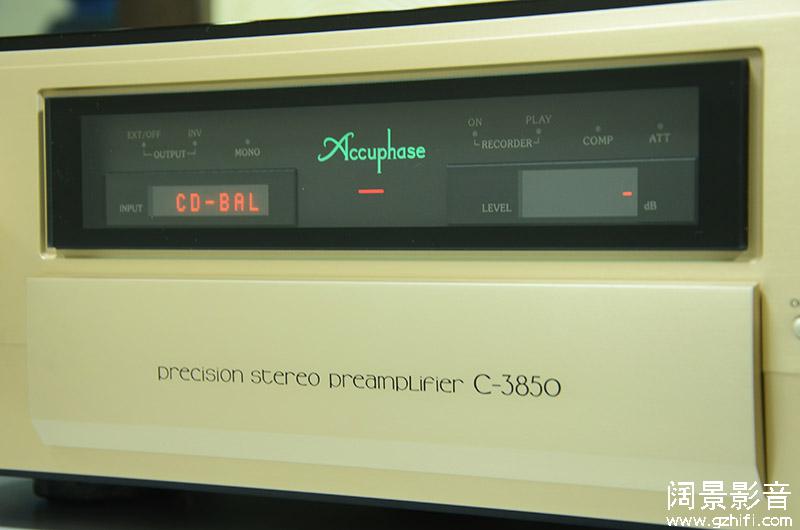 EXT/OFF INV
OUTPUT
MONO
Accuphase
ON PLAY
RECORDER
COMP
ATT
INPUT CD-BAL
LEVEL - dB
precision stereo preamplifier C-3850
阔景影音
www.gzhifi.com